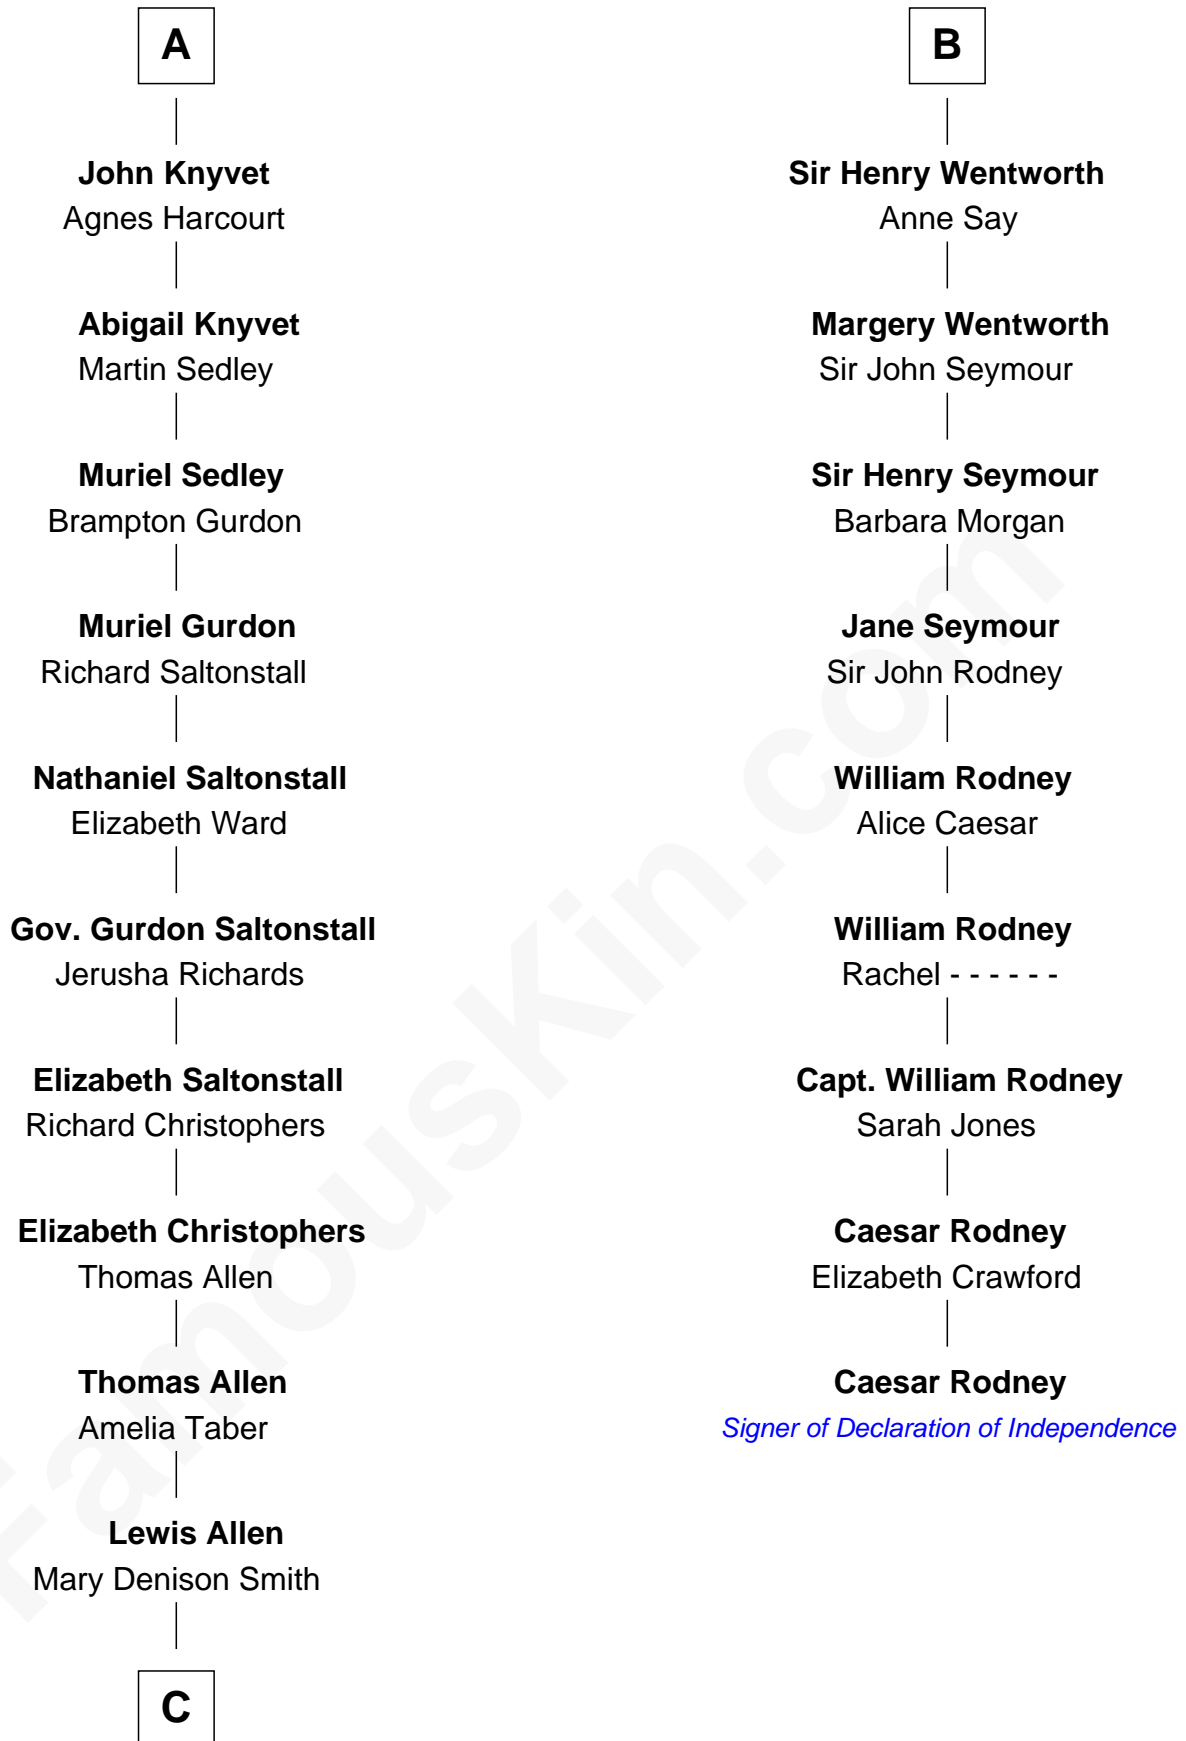 A
John Knyvet
Agnes Harcourt
Abigail Knyvet
Martin Sedley
Muriel Sedley
Brampton Gurdon
Muriel Gurdon
Richard Saltonstall
Nathaniel Saltonstall
Elizabeth Ward
Gov. Gurdon Saltonstall
Jerusha Richards
Elizabeth Saltonstall
Richard Christophers
Elizabeth Christophers
Thomas Allen
Thomas Allen
Amelia Taber
Lewis Allen
Mary Denison Smith
C
B
Sir Henry Wentworth
Anne Say
Margery Wentworth
Sir John Seymour
Sir Henry Seymour
Barbara Morgan
Jane Seymour
Sir John Rodney
William Rodney
Alice Caesar
William Rodney
Rachel - - - - - -
Capt. William Rodney
Sarah Jones
Caesar Rodney
Elizabeth Crawford
Caesar Rodney
Signer of Declaration of Independence
FamousKin.com